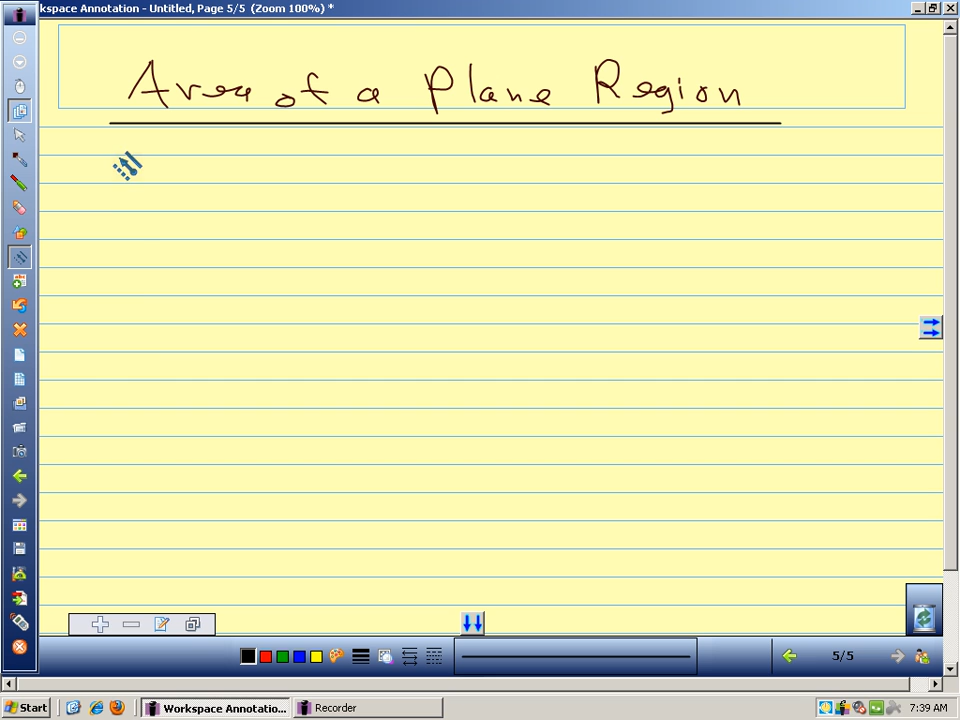 kspace Annotation - Untitled, Page 5/5 (Zoom 100%) *
Area of a Plane Region
5/5
Start
Workspace Annotatio...
Recorder
7:39 AM